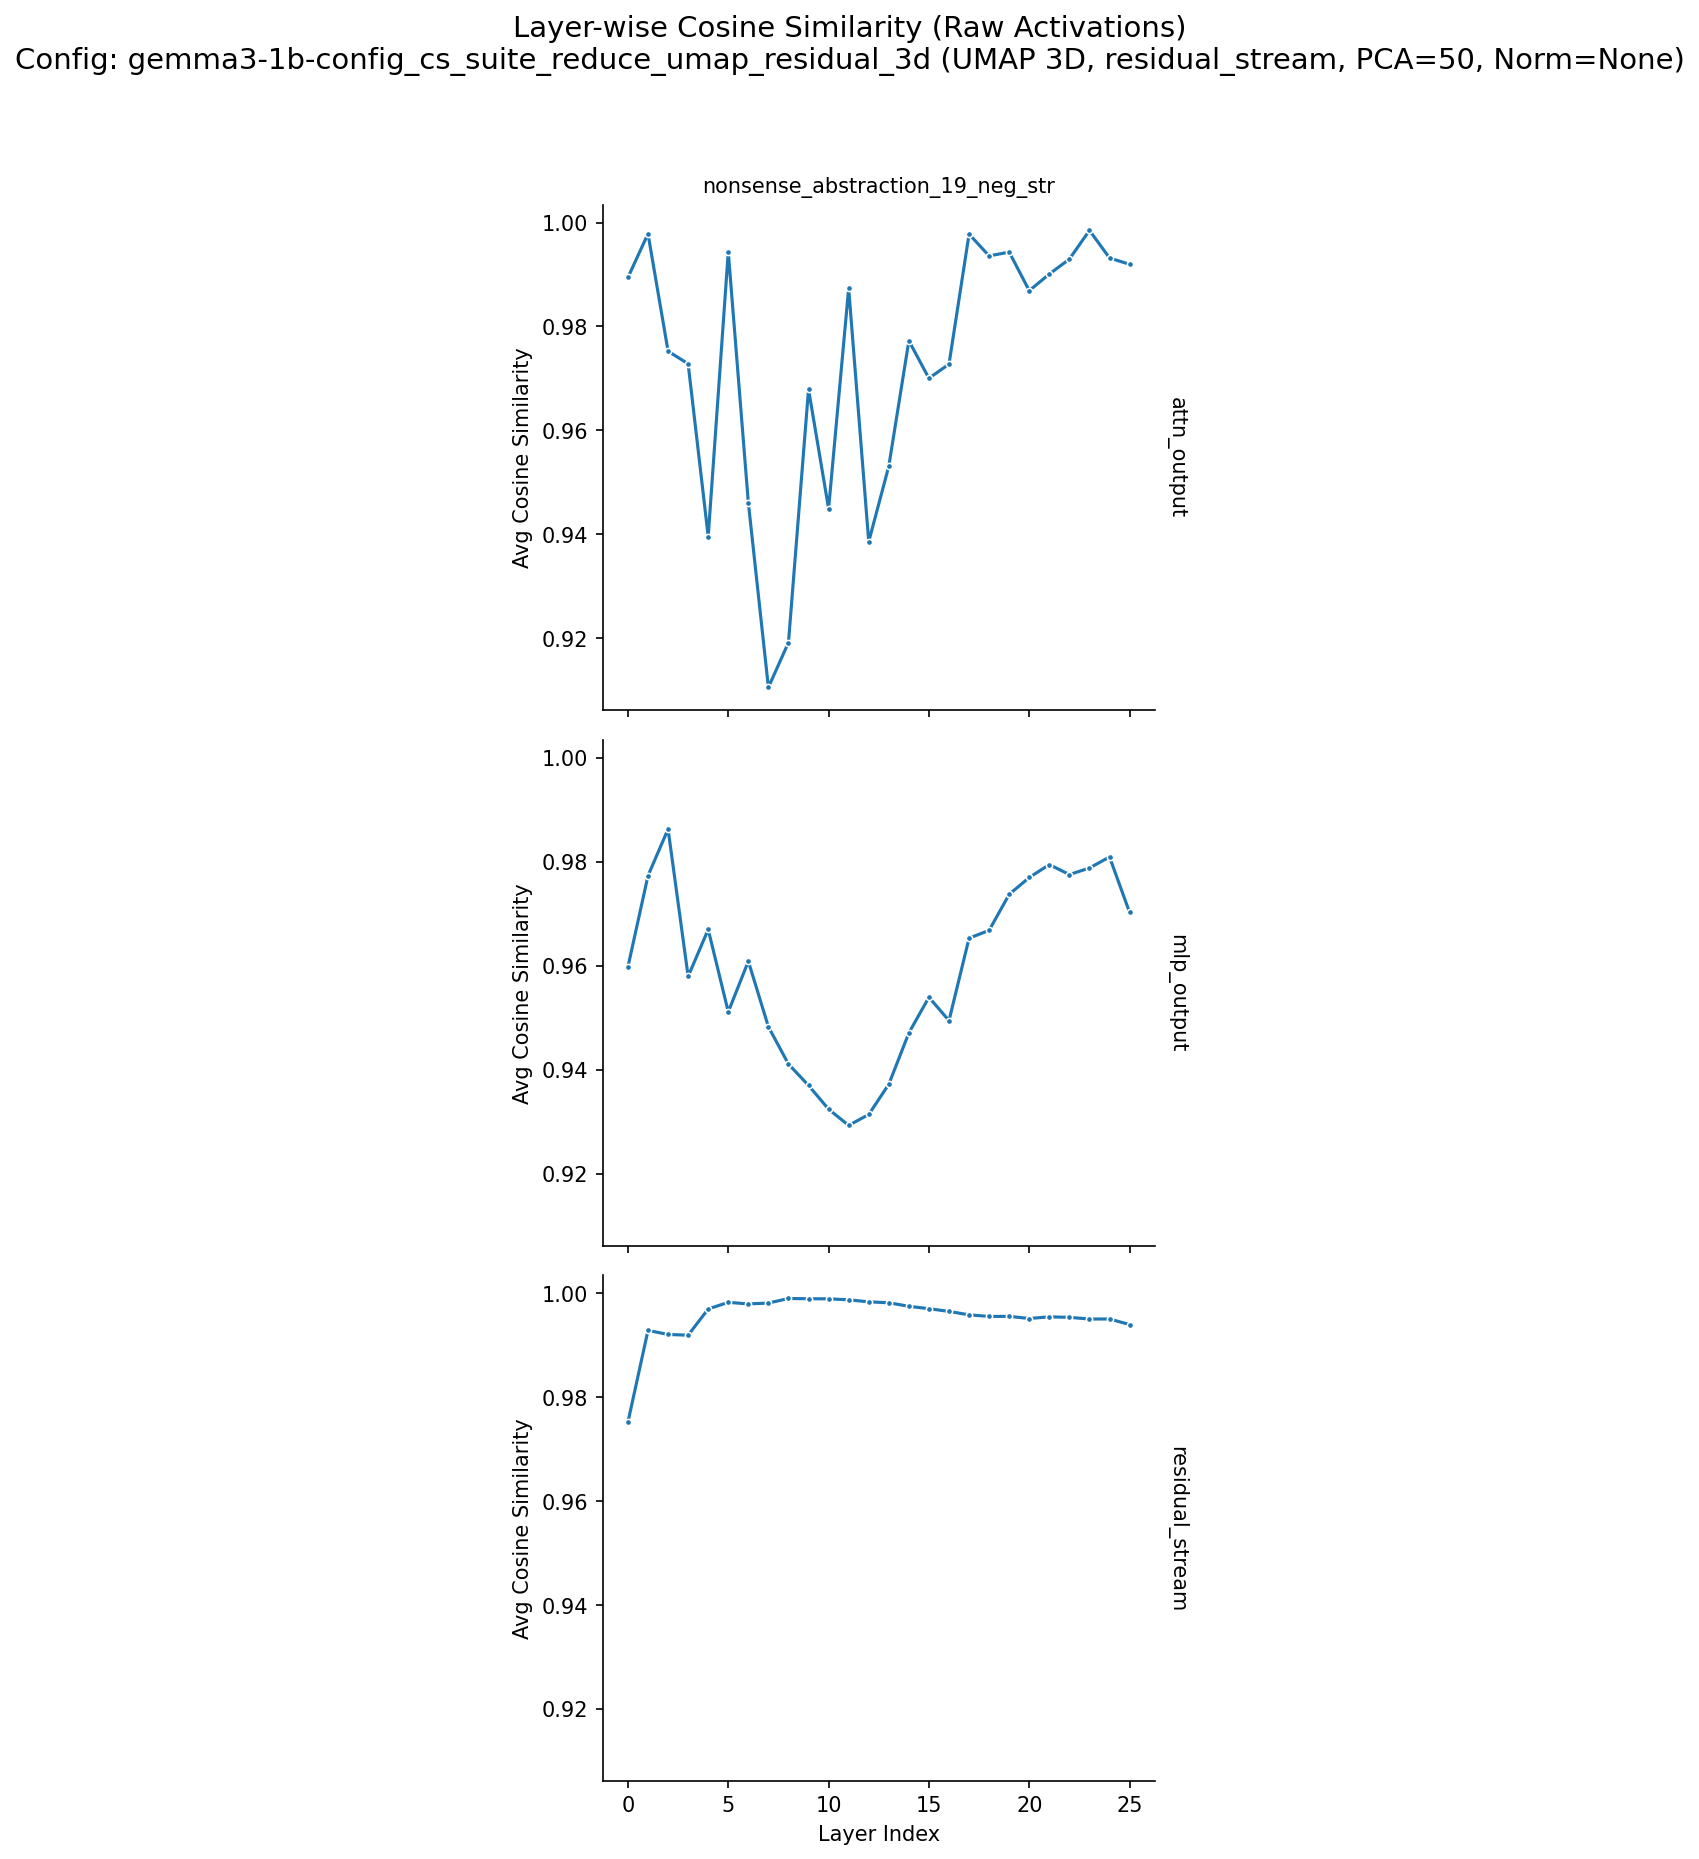 Layer-wise Cosine Similarity (Raw Activations)
Config: gemma3-1b-config_cs_suite_reduce_umap_residual_3d (UMAP 3D, residual_stream, PCA=50, Norm=None)
nonsense_abstraction_19_neg_str
1.00
0.98
0.96
0.94
0.92
Avg Cosine Similarity
attn_output
1.00
0.98
0.96
0.94
0.92
Avg Cosine Similarity
mlp_output
1.00
0.98
0.96
0.94
0.92
Avg Cosine Similarity
residual_stream
0 5 10 15 20 25
Layer Index